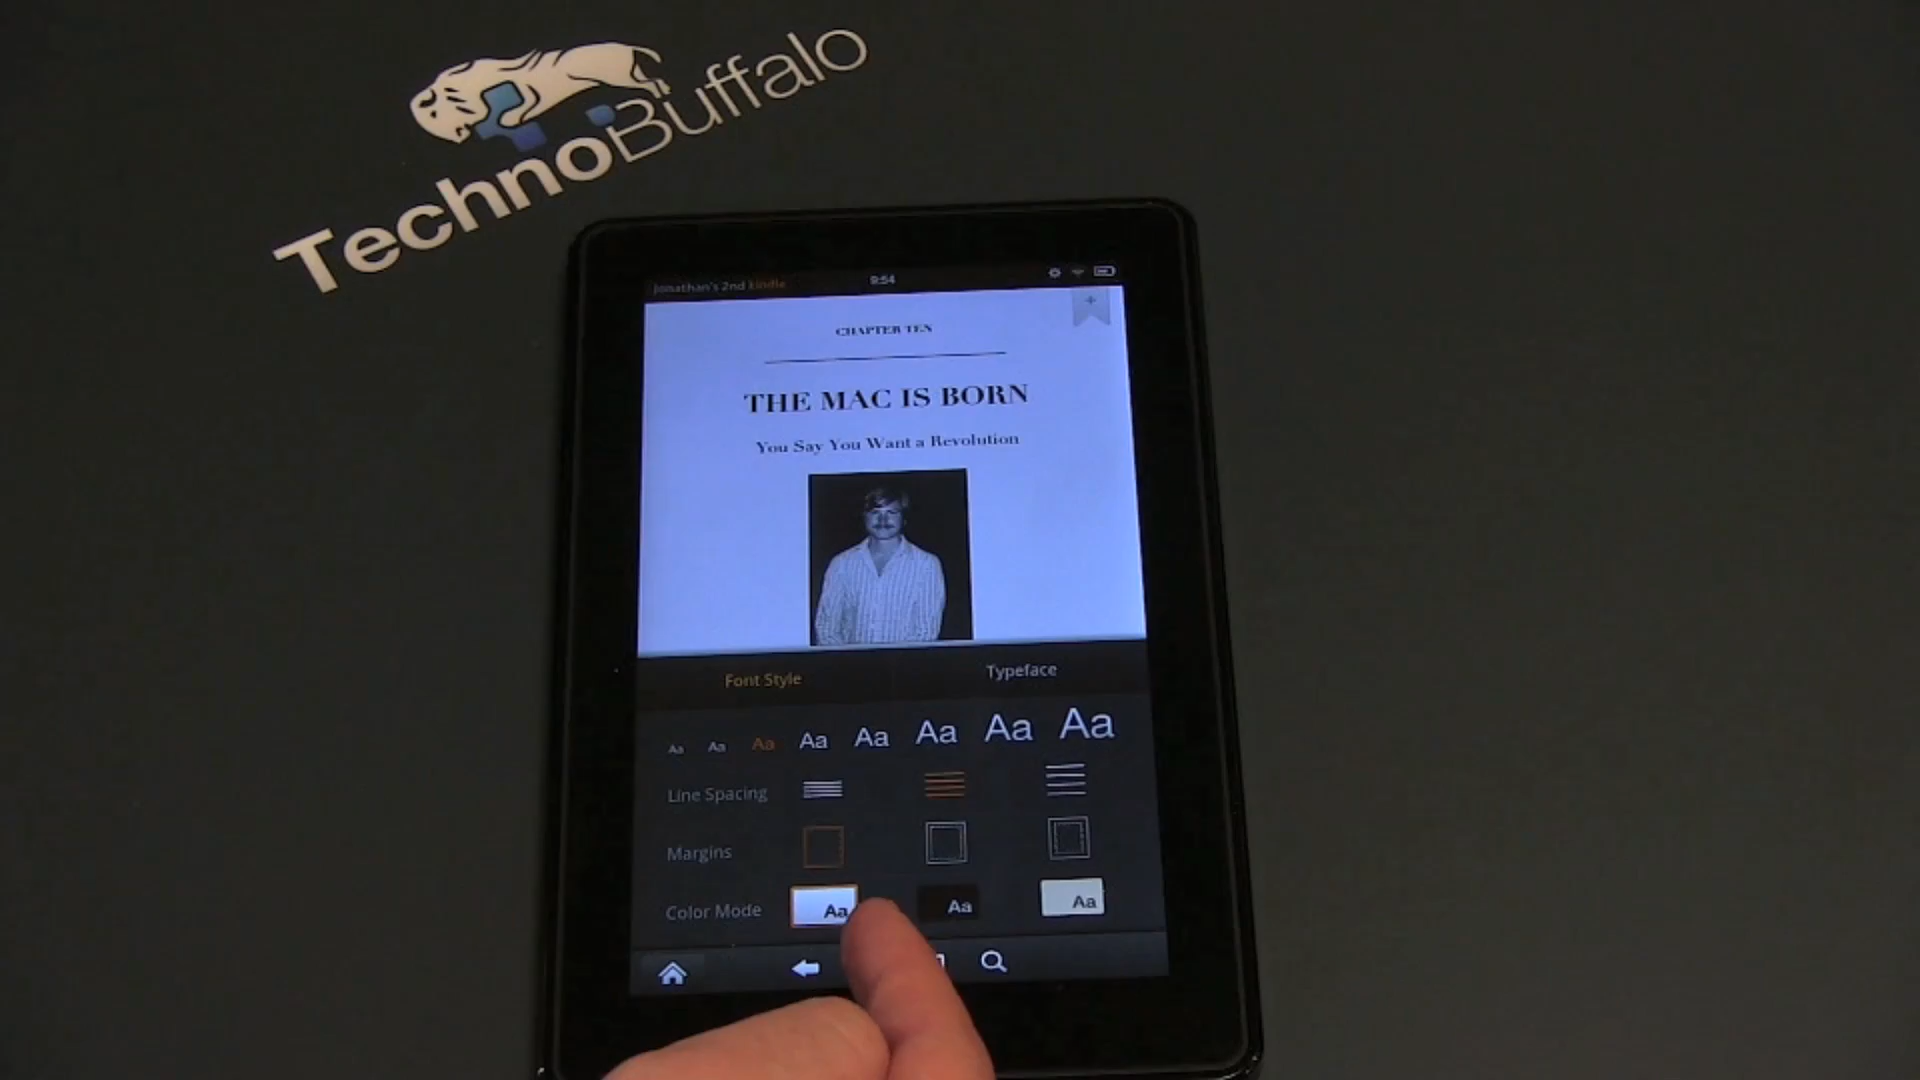 TechnoBuffalo
Jonathan's 2nd kindle
9:54
CHAPTER TEN
THE MAC IS BORN
You Say You Want a Revolution
Font Style
Typeface
Aa Aa Aa Aa Aa Aa Aa Aa
Line Spacing
Margins
Color Mode
Aa
Aa
Aa